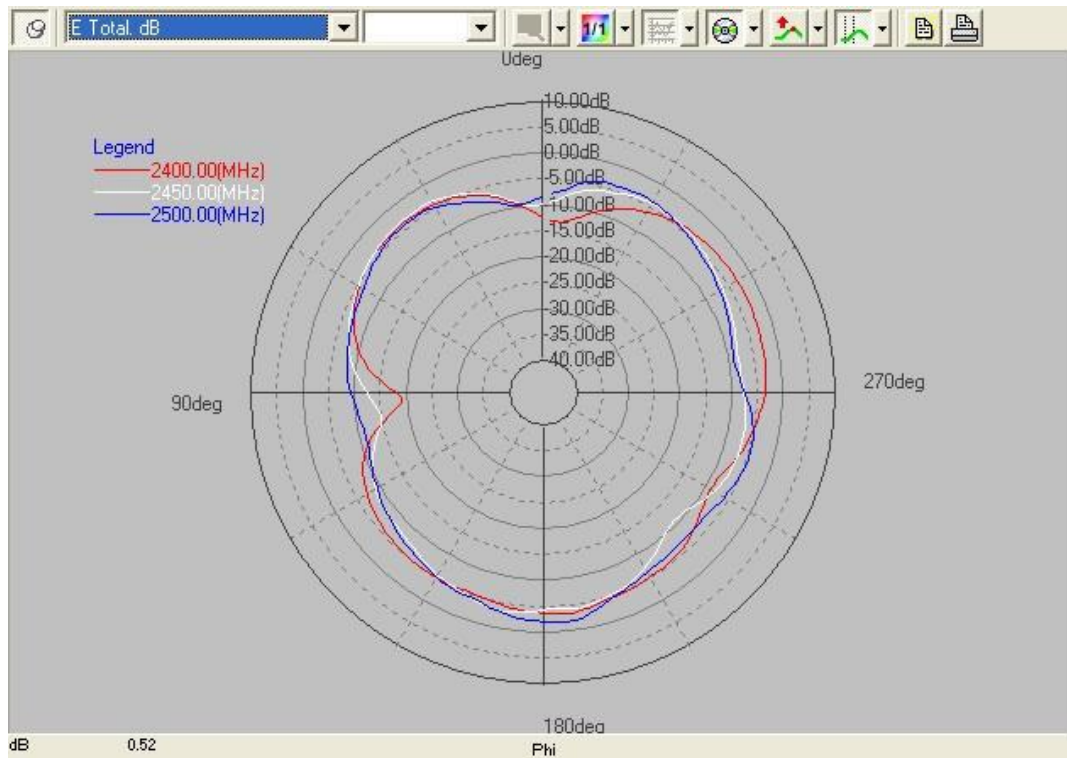 E Total. dB
1/1
0deg
10.00dB
5.00dB
0.00dB
-5.00dB
-10.00dB
-15.00dB
-20.00dB
-25.00dB
-30.00dB
-35.00dB
-40.00dB
Legend
2400.00(MHz)
2450.00(MHz)
2500.00(MHz)
90deg
270deg
180deg
dB 0.52 Phi